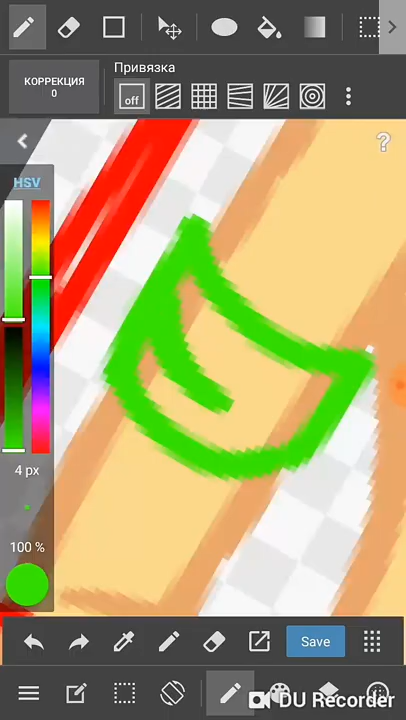 Привязка
КОРРЕКЦИЯ
0
off
?
HSV
4 px
100 %
Save
DU Recorder